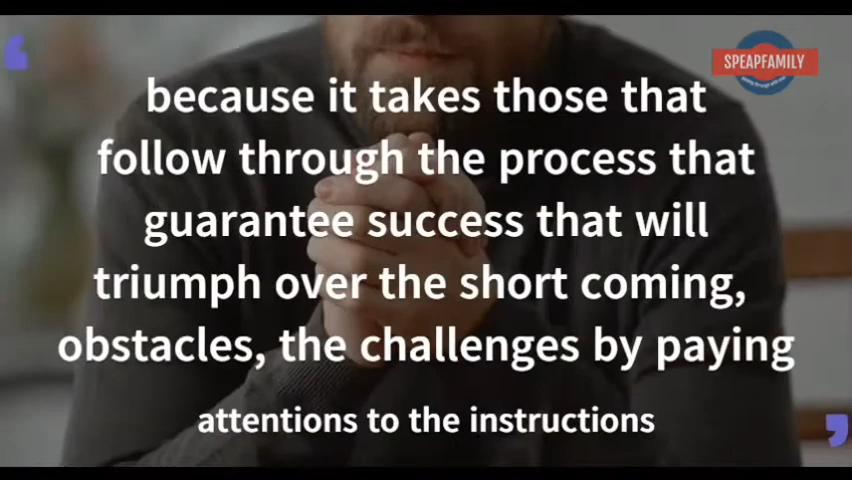 SPEAPFAMILY
because it takes those that
follow through the process that
guarantee success that will
triumph over the short coming,
obstacles, the challenges by paying
attentions to the instructions